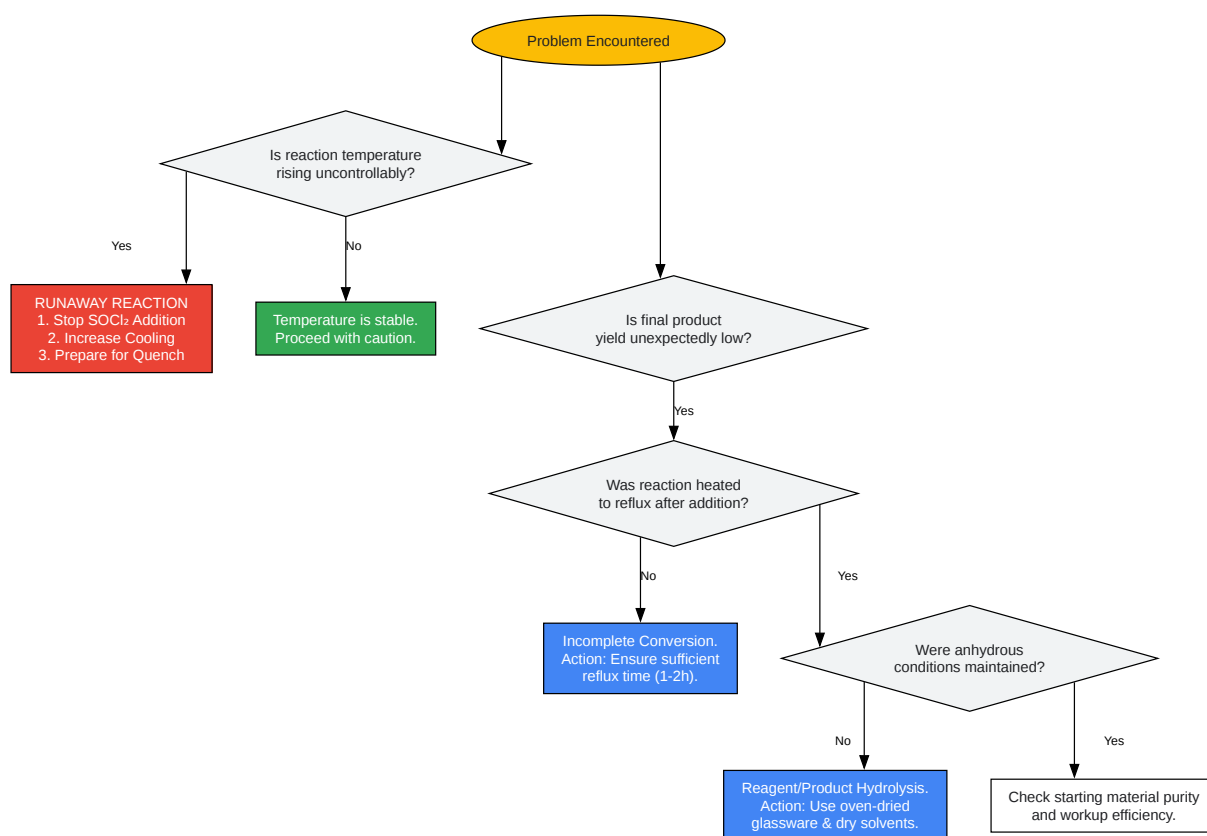 Problem Encountered
Is reaction temperature
rising uncontrollably?
Yes
No
RUNAWAY REACTION
1. Stop SOCl₂ Addition
2. Increase Cooling
3. Prepare for Quench
Temperature is stable.
Proceed with caution.
Is final product
yield unexpectedly low?
Yes
Was reaction heated
to reflux after addition?
No
Yes
Incomplete Conversion.
Action: Ensure sufficient
reflux time (1-2h).
Were anhydrous
conditions maintained?
No
Yes
Reagent/Product Hydrolysis.
Action: Use oven-dried
glassware & dry solvents.
Check starting material purity
and workup efficiency.